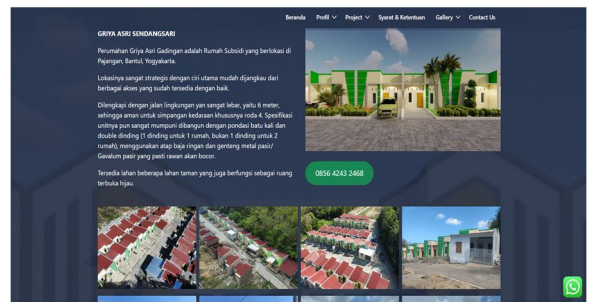 Beranda Profil Project Syarat & Ketentuan Gallery Contact Us
GRIYA ASRI SENDANGSARI
Perumahan Griya Asri Gadingan adalah Rumah Subsidi yang berlokasi di
Pajangan, Bantul, Yogyakarta.
Lokasinya sangat strategis dengan ciri utama mudah dijangkau dari
berbagai akses yang sudah tersedia dengan baik.
Dilengkapi dengan jalan lingkungan yan sangat lebar, yaitu 6 meter,
sehingga aman untuk simpangan kedaraan khususnya roda 4. Spesifikasi
unitnya pun sangat mumpuni dibangun dengan pondasi batu kali dan
double dinding (1 dinding untuk 1 rumah, bukan 1 dinding untuk 2
rumah), menggunakan atap baja ringan dan genteng metal pasir/
Gavalum pasir yang pasti rawan akan bocor.
Tersedia lahan beberapa lahan taman yang juga berfungsi sebagai ruang
terbuka hijau.
0856 4243 2468